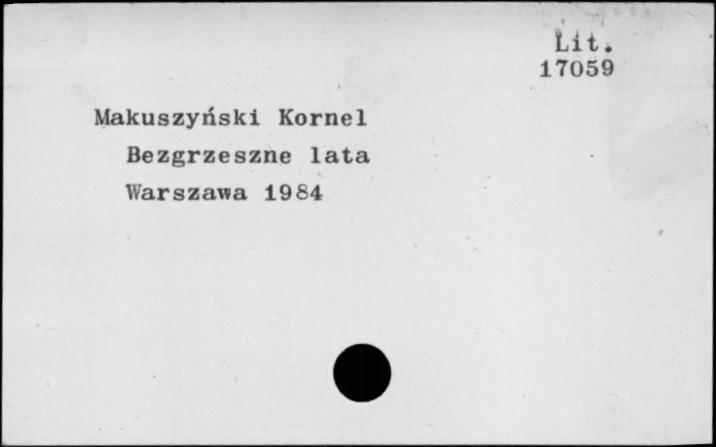 Lit.
17059
Makuszyński Kornel
Bezgrzeszne lata
Warszawa 1984